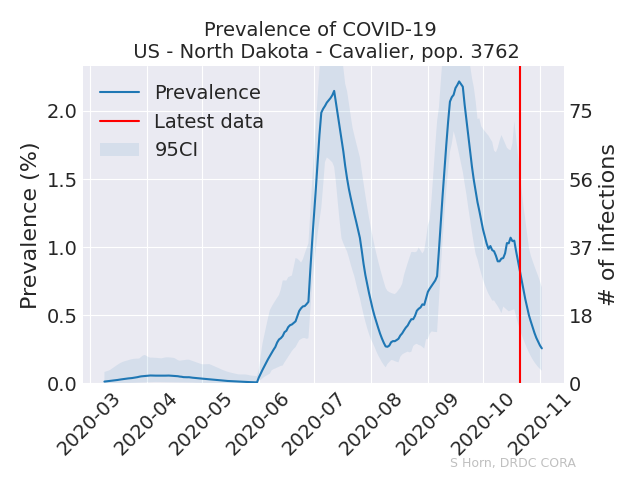 Prevalence of COVID-19
US - North Dakota - Cavalier, pop. 3762
Prevalence
Latest data
95CI
Prevalence (%)
2.0
1.5
1.0
0.5
0.0
75
56
37
18
0
# of infections
2020-03
2020-04
2020-05
2020-06
2020-07
2020-08
2020-09
2020-10
2020-11
S Horn, DRDC CORA